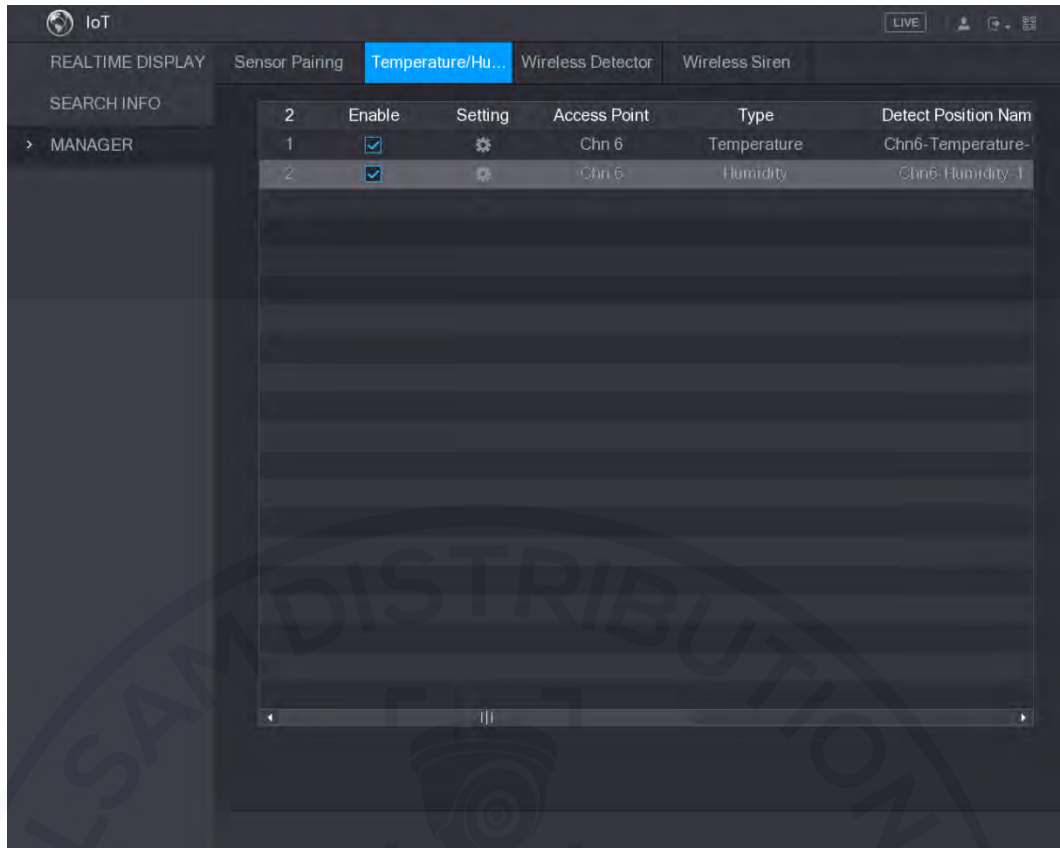 IoT LIVE
REALTIME DISPLAY
SEARCH INFO
> MANAGER
Sensor Pairing Temperature/Hu... Wireless Detector Wireless Siren
2 Enable Setting Access Point Type Detect Position Nam
1 Chn 6 Temperature Chn6-Temperature-
2 Chn 6 Humidity Chn6-Humidity-1
LSAMDISTRIBUTION